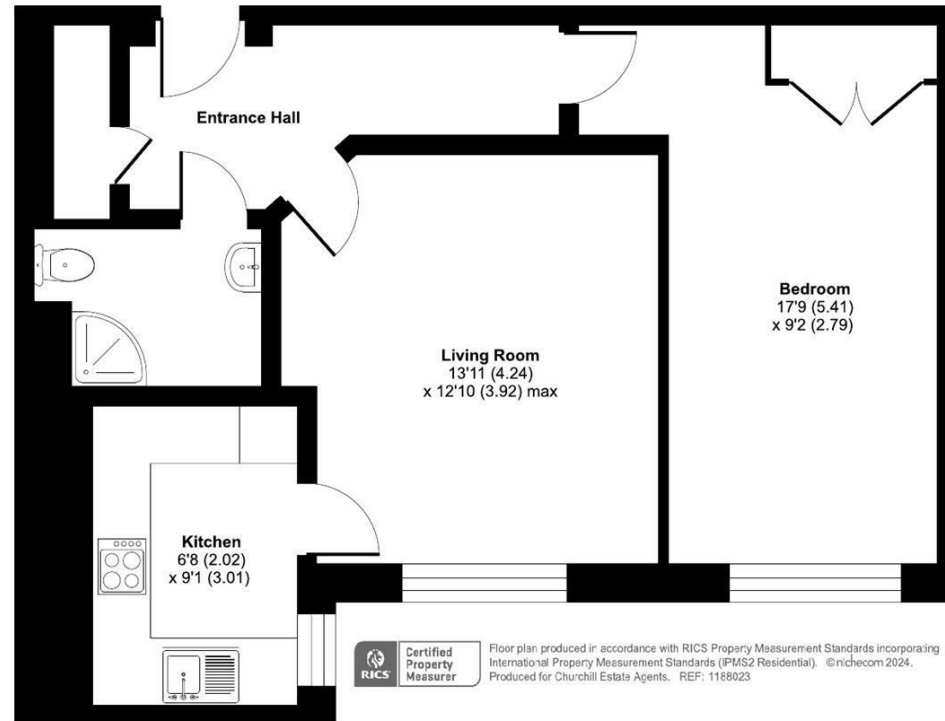 Entrance Hall
Bedroom
17'9 (5.41)
x 9'2 (2.79)
Living Room
13'11 (4.24)
x 12'10 (3.92) max
Kitchen
6'8 (2.02)
x 9'1 (3.01)
RICS
Certified
Property
Measurer
Floor plan produced in accordance with RICS Property Measurement Standards incorporating
International Property Measurement Standards (IPMS2 Residential). ©nichecom 2024.
Produced for Churchill Estate Agents. REF: 1188023